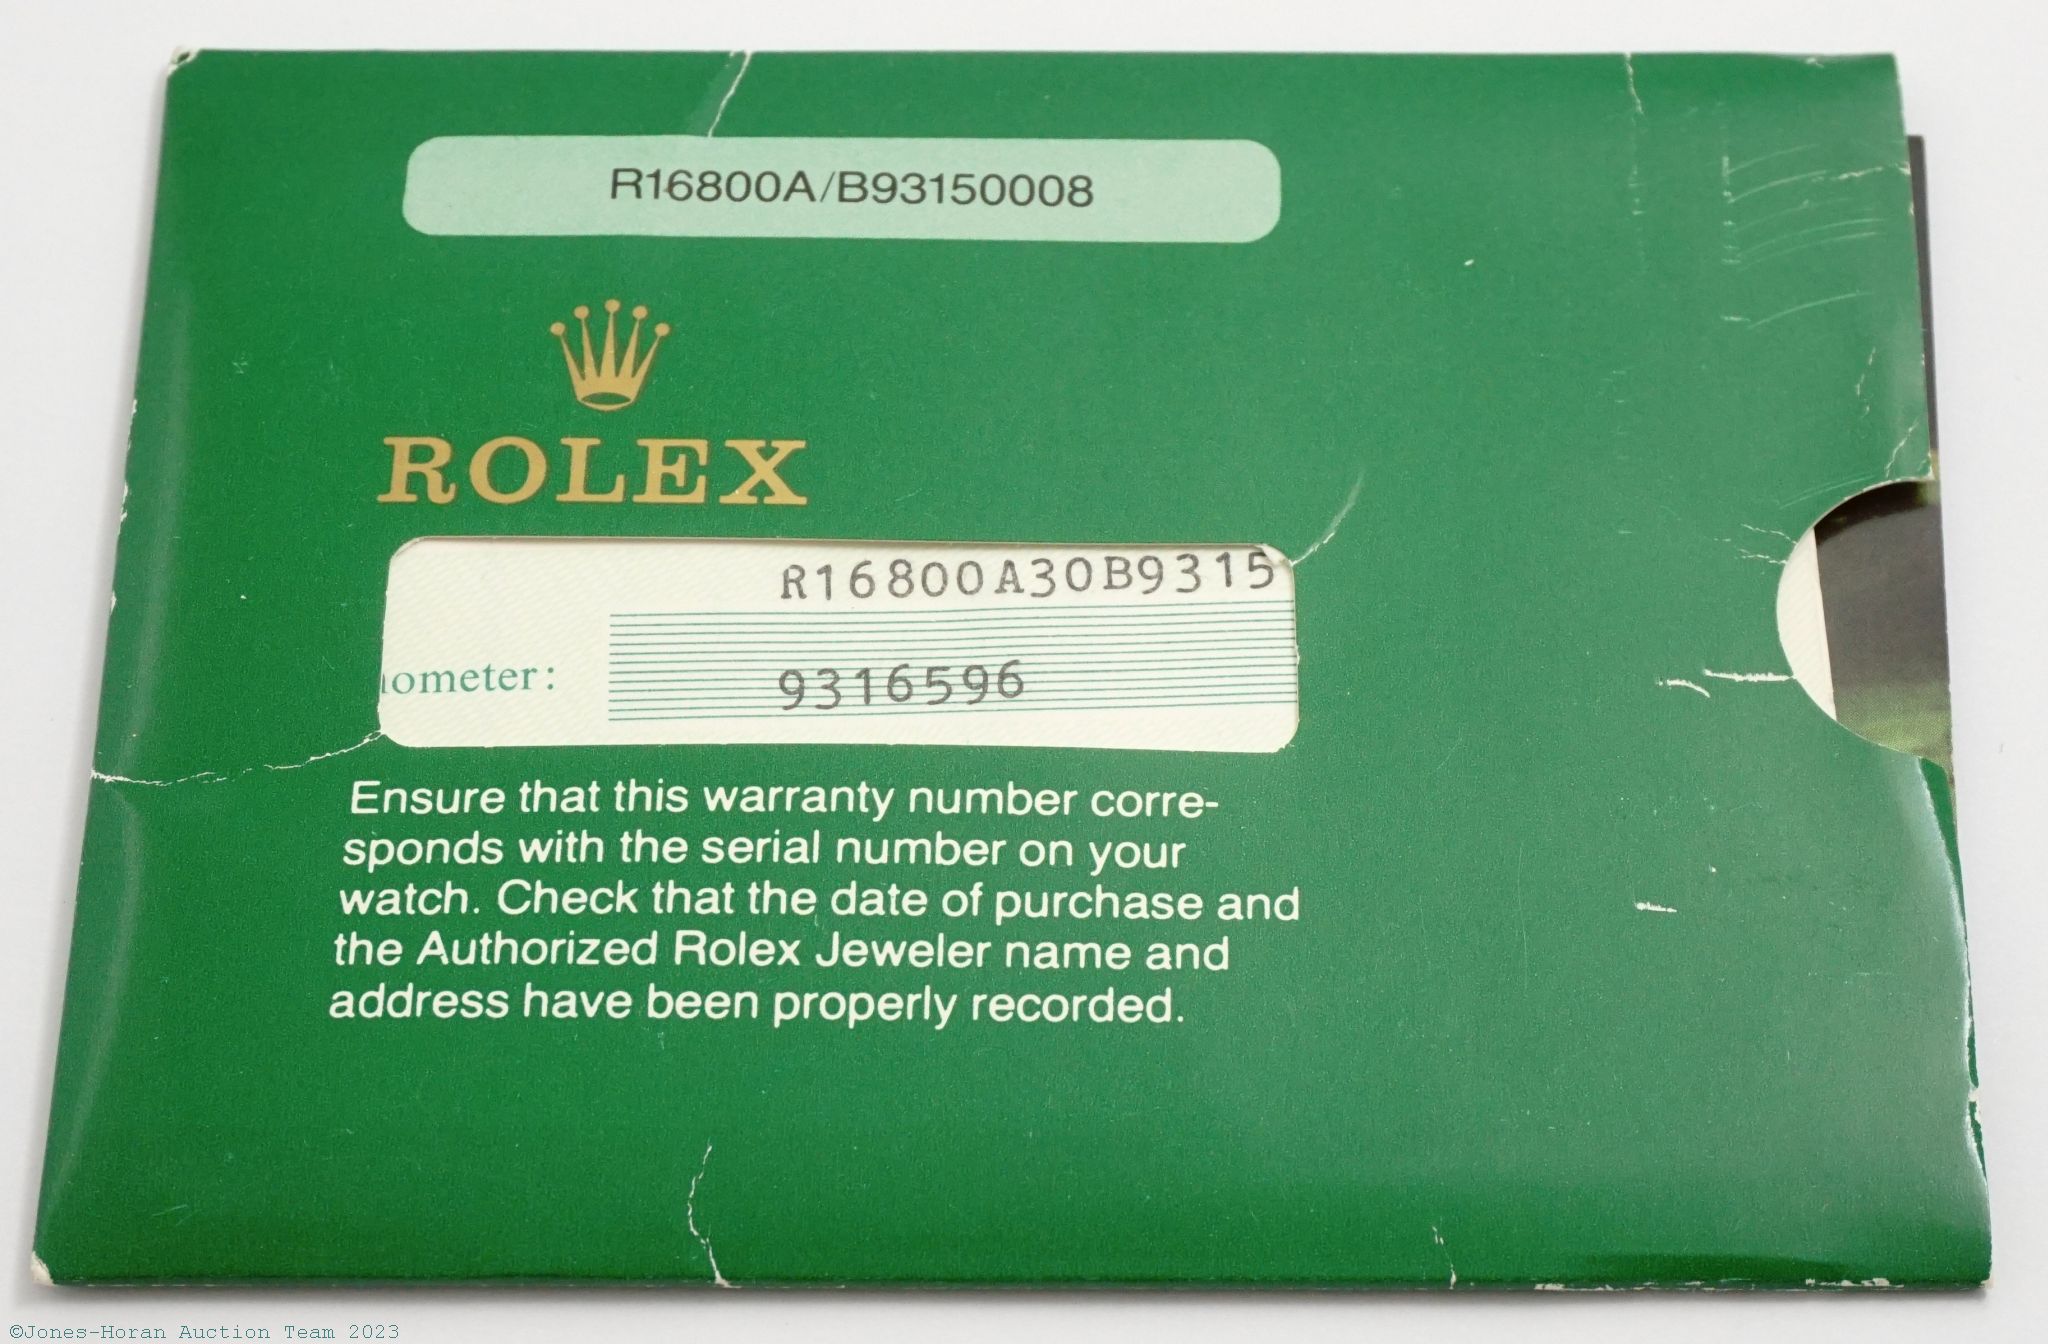 R16800A/B93150008
ROLEX
R16800A30B9315
ometer:
9316596
Ensure that this warranty number corre-
sponds with the serial number on your
watch. Check that the date of purchase and
the Authorized Rolex Jeweler name and
address have been properly recorded.
©Jones-Horan Auction Team 2023